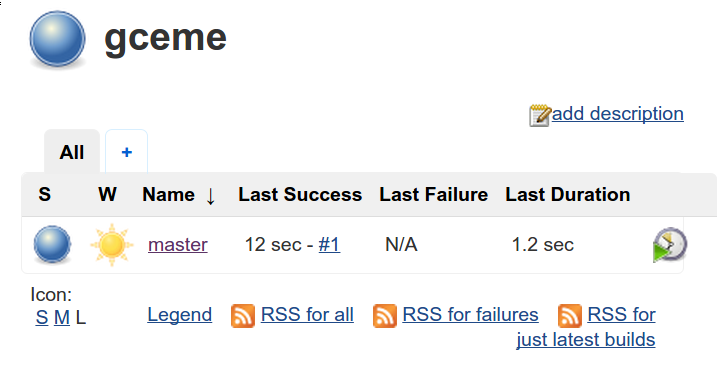 gceme
add description
All +
S W Name ↓ Last Success Last Failure Last Duration
master 12 sec - #1 N/A 1.2 sec
Icon:
S M L Legend RSS for all RSS for failures RSS for
just latest builds